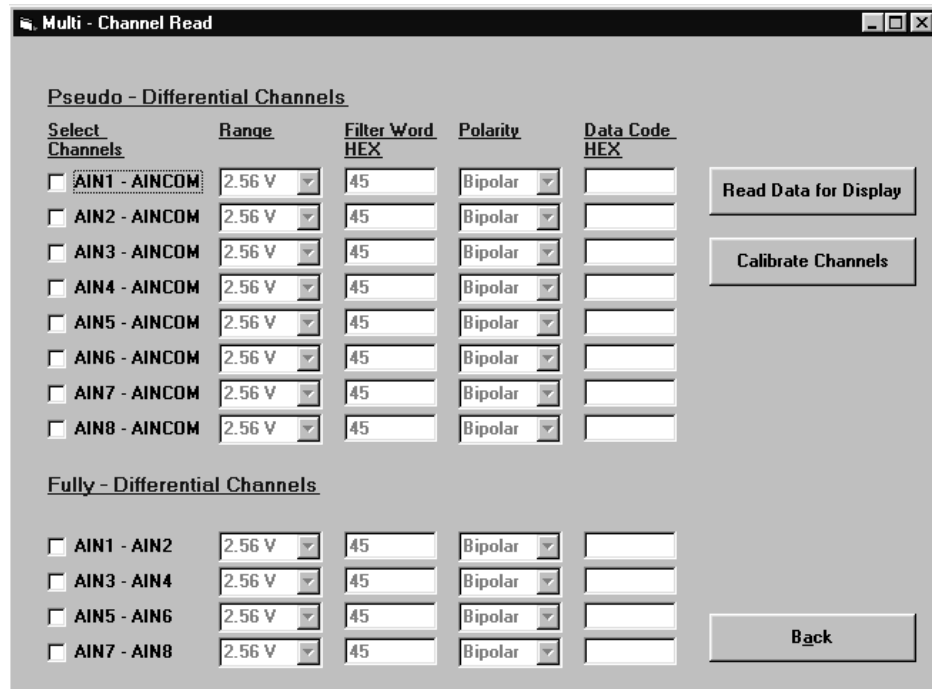 Multi - Channel Read
Pseudo - Differential Channels
Select Channels Range Filter Word HEX Polarity Data Code HEX
AIN1 - AINCOM 2.56 V 45 Bipolar
Read Data for Display
AIN2 - AINCOM 2.56 V 45 Bipolar
AIN3 - AINCOM 2.56 V 45 Bipolar
Calibrate Channels
AIN4 - AINCOM 2.56 V 45 Bipolar
AIN5 - AINCOM 2.56 V 45 Bipolar
AIN6 - AINCOM 2.56 V 45 Bipolar
AIN7 - AINCOM 2.56 V 45 Bipolar
AIN8 - AINCOM 2.56 V 45 Bipolar
Fully - Differential Channels
AIN1 - AIN2 2.56 V 45 Bipolar
AIN3 - AIN4 2.56 V 45 Bipolar
AIN5 - AIN6 2.56 V 45 Bipolar
Back
AIN7 - AIN8 2.56 V 45 Bipolar